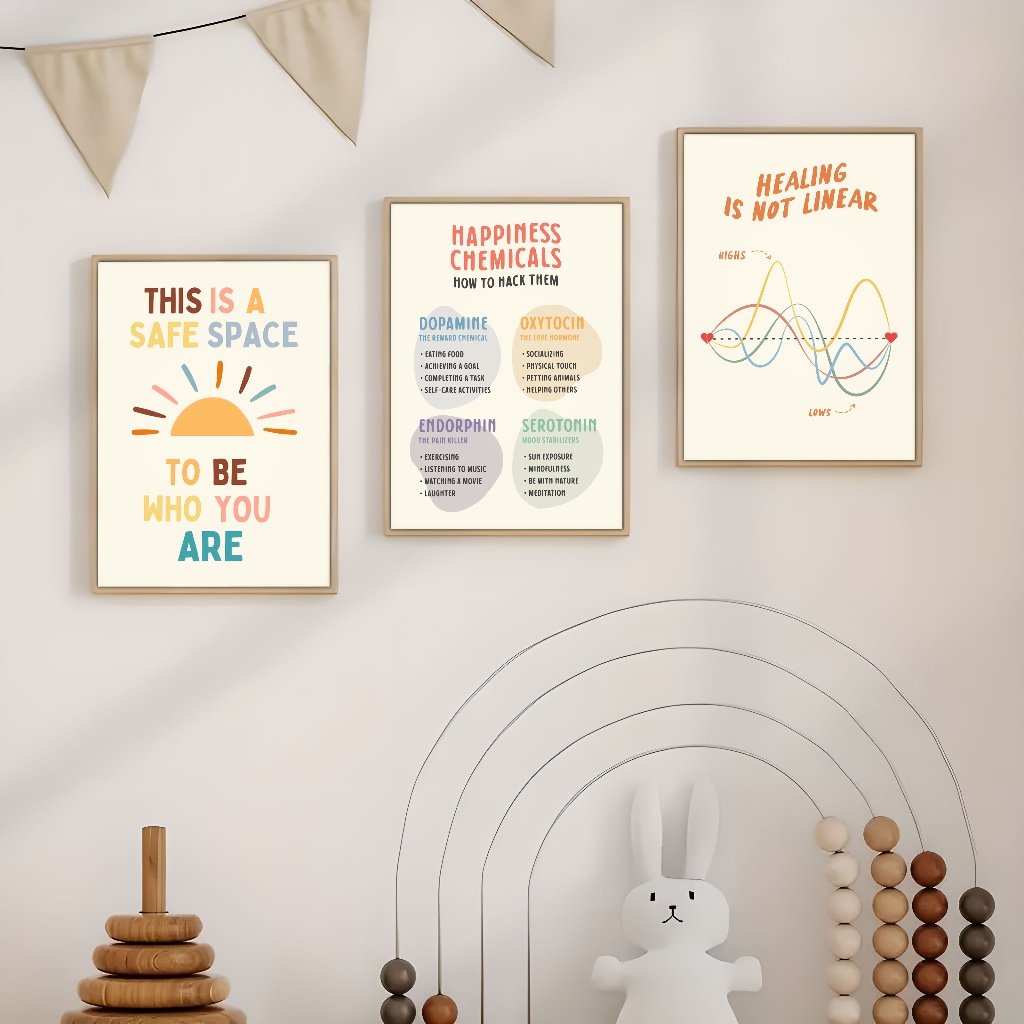 THIS IS A
SAFE SPACE
TO BE
WHO YOU
ARE
HAPPINESS
CHEMICALS
HOW TO HACK THEM
DOPAMINE
THE REWARD CHEMICAL
• EATING FOOD
• ACHIEVING A GOAL
• COMPLETING A TASK
• SELF-CARE ACTIVITIES
OXYTOCIN
THE LOVE HORMONE
• SOCIALIZING
• PHYSICAL TOUCH
• PETTING ANIMALS
• HELPING OTHERS
ENDORPHIN
THE PAIN KILLER
• EXERCISING
• LISTENING TO MUSIC
• WATCHING A MOVIE
• LAUGHTER
SEROTONIN
MOOD STABILIZERS
• SUN EXPOSURE
• MINDFULNESS
• BE WITH NATURE
• MEDITATION
HEALING
IS NOT LINEAR
HIGHS
LOWS